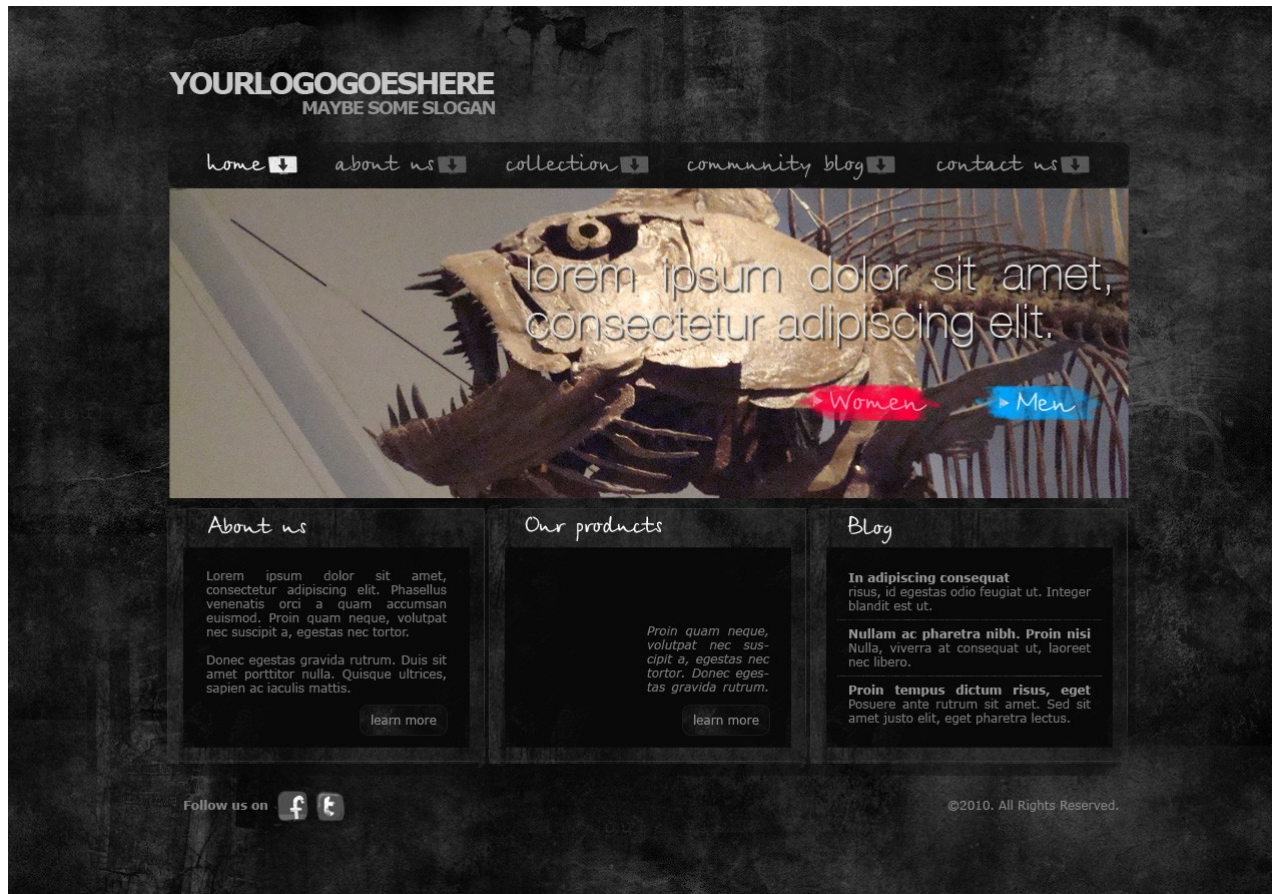 YOURLOGOGOESHERE
MAYBE SOME SLOGAN
home about us collection community blog contact us
lorem ipsum dolor sit amet,
consectetur adipiscing elit.
Women Men
About us
Lorem ipsum dolor sit amet,
consectetur adipiscing elit. Phasellus
venenatis orci a quam accumsan
euismod. Proin quam neque, volutpat
nec suscipit a, egestas nec tortor.
Donec egestas gravida rutrum. Duis sit
amet porttitor nulla. Quisque ultrices,
sapien ac iaculis mattis.
learn more
Our products
Proin quam neque,
volutpat nec sus-
cipit a, egestas nec
tortor. Donec eges-
tas gravida rutrum.
learn more
Blog
In adipiscing consequat
risus, id egestas odio feugiat ut. Integer
blandit est ut.
Nullam ac pharetra nibh. Proin nisi
Nulla, viverra at consequat ut, laoreet
nec libero.
Proin tempus dictum risus, eget
Posuere ante rutrum sit amet. Sed sit
amet justo elit, eget pharetra lectus.
Follow us on f t
©2010. All Rights Reserved.